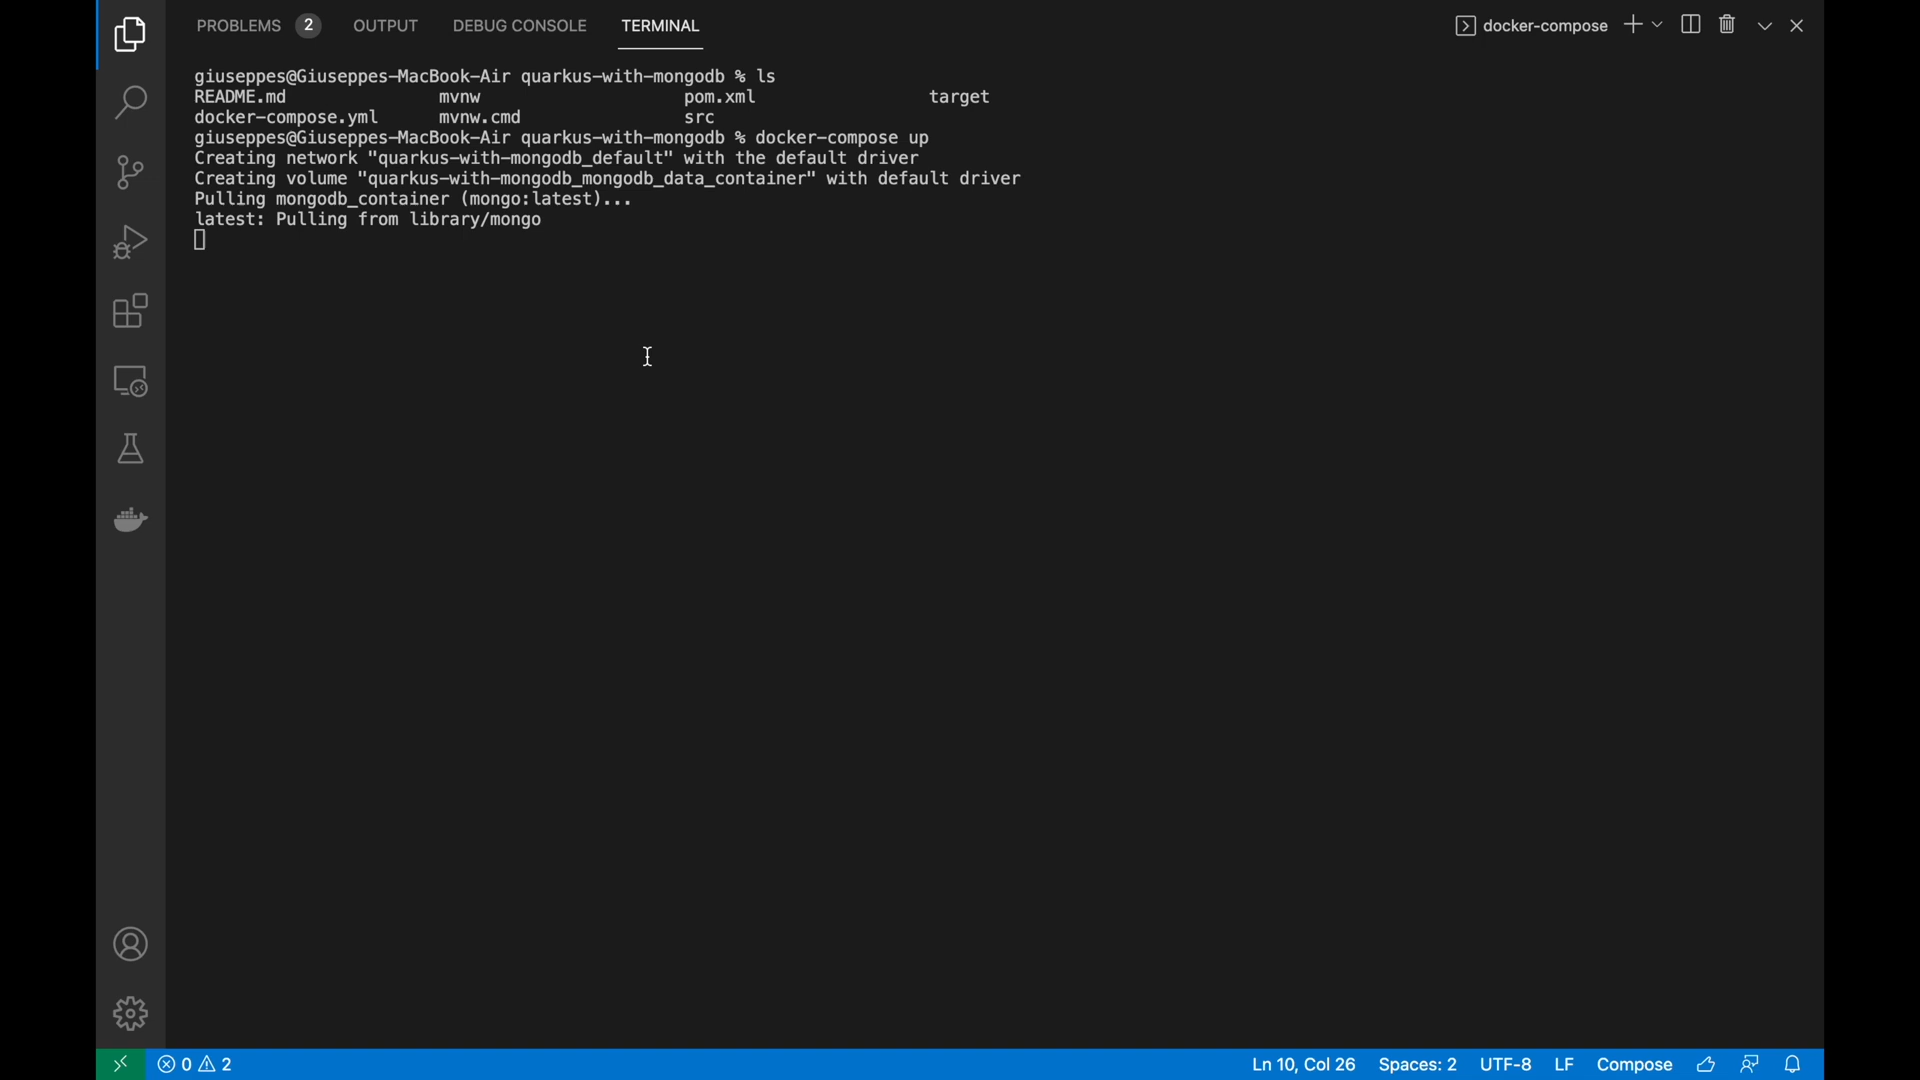 PROBLEMS 2 OUTPUT DEBUG CONSOLE TERMINAL docker-compose
giuseppes@Giuseppes-MacBook-Air quarkus-with-mongodb % ls
README.md mvnw pom.xml target
docker-compose.yml mvnw.cmd src
giuseppes@Giuseppes-MacBook-Air quarkus-with-mongodb % docker-compose up
Creating network "quarkus-with-mongodb_default" with the default driver
Creating volume "quarkus-with-mongodb_mongodb_data_container" with default driver
Pulling mongodb_container (mongo:latest)...
latest: Pulling from library/mongo
0 2 Ln 10, Col 26 Spaces: 2 UTF-8 LF Compose